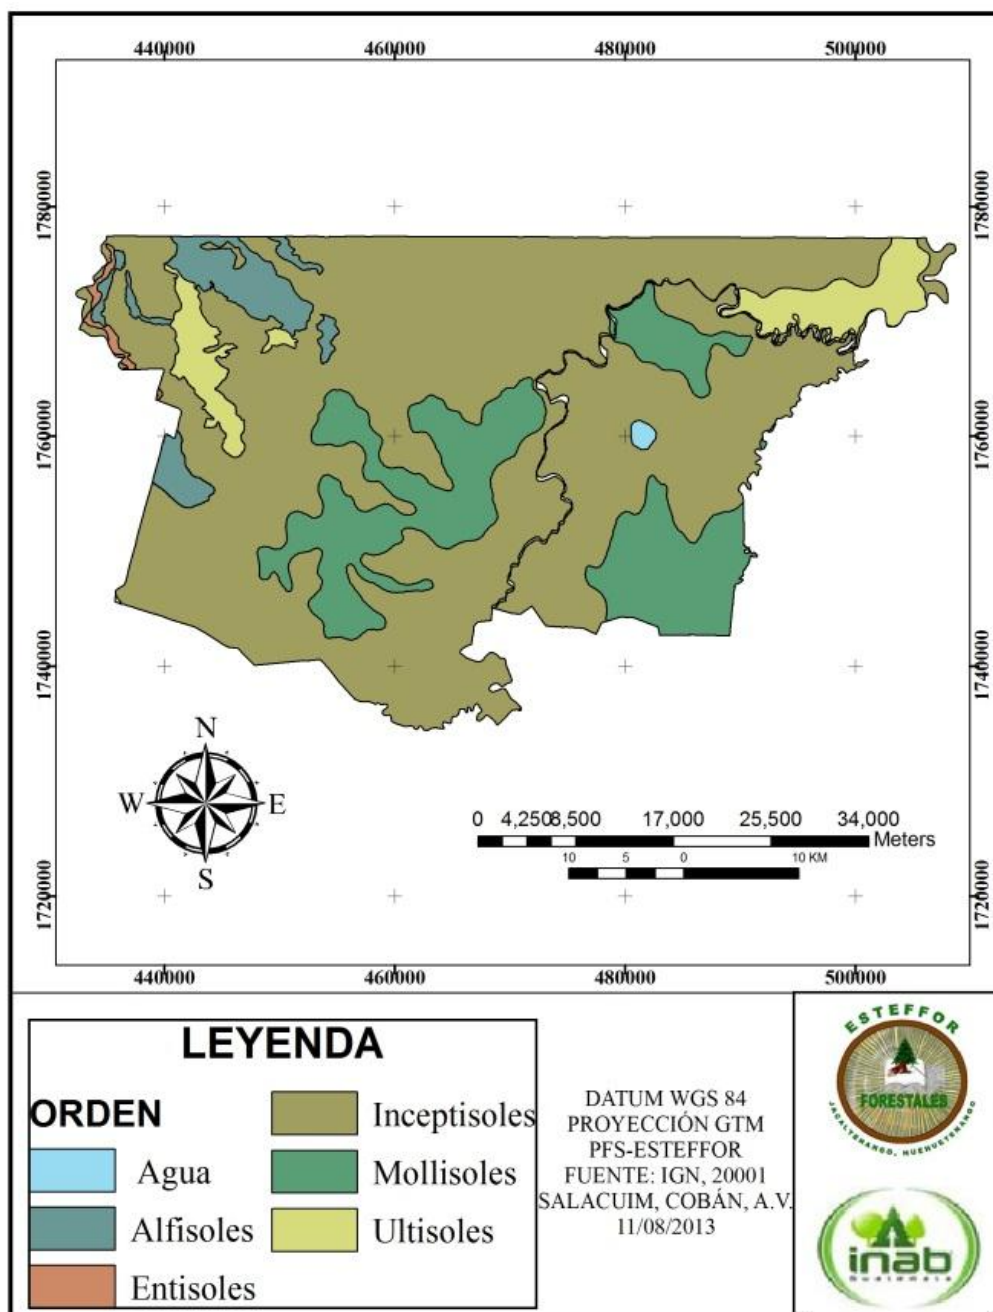 440000 460000 480000 500000
1780000 1780000
1760000 1760000
1740000 1740000
1720000 1720000
N
W E
S
0 4,250 8,500 17,000 25,500 34,000
Meters
10 5 0 10 KM
440000 460000 480000 500000
LEYENDA
ORDEN
Agua
Alfisoles
Entisoles
Inceptisoles
Mollisoles
Ultisoles
DATUM WGS 84
PROYECCIÓN GTM
PFS-ESTEFFOR
FUENTE: IGN, 20001
SALACUIM, COBÁN, A.V.
11/08/2013
ESTEFFOR
FORESTALES
JACALTENANGO, HUEHUETENANGO
inab
Guatemala